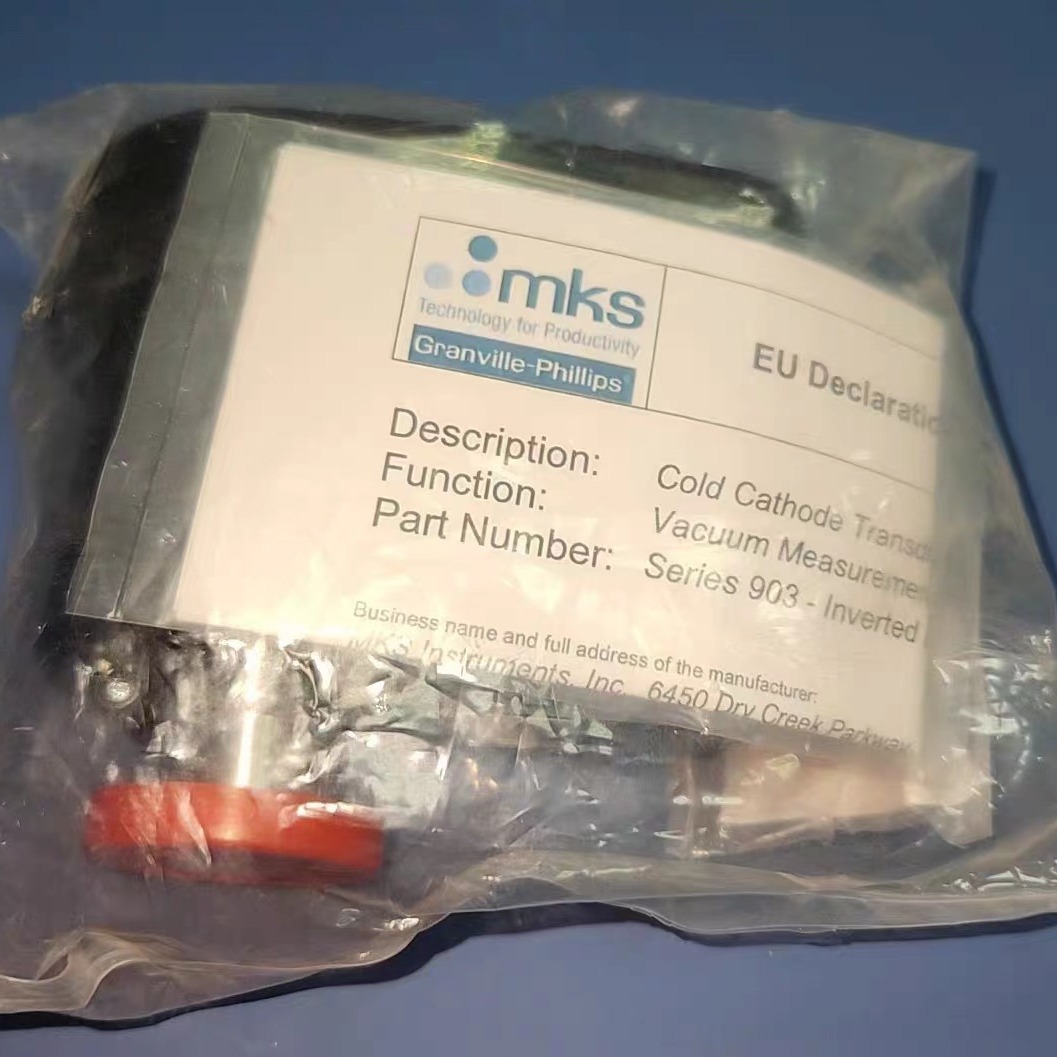 mks
Technology for Productivity
Granville-Phillips
EU Declaratio
Description: Cold Cathode Transd
Function: Vacuum Measureme
Part Number: Series 903 - Inverted
Business name and full address of the manufacturer:
MKS Instruments, Inc. 6450 Dry Creek Parkway